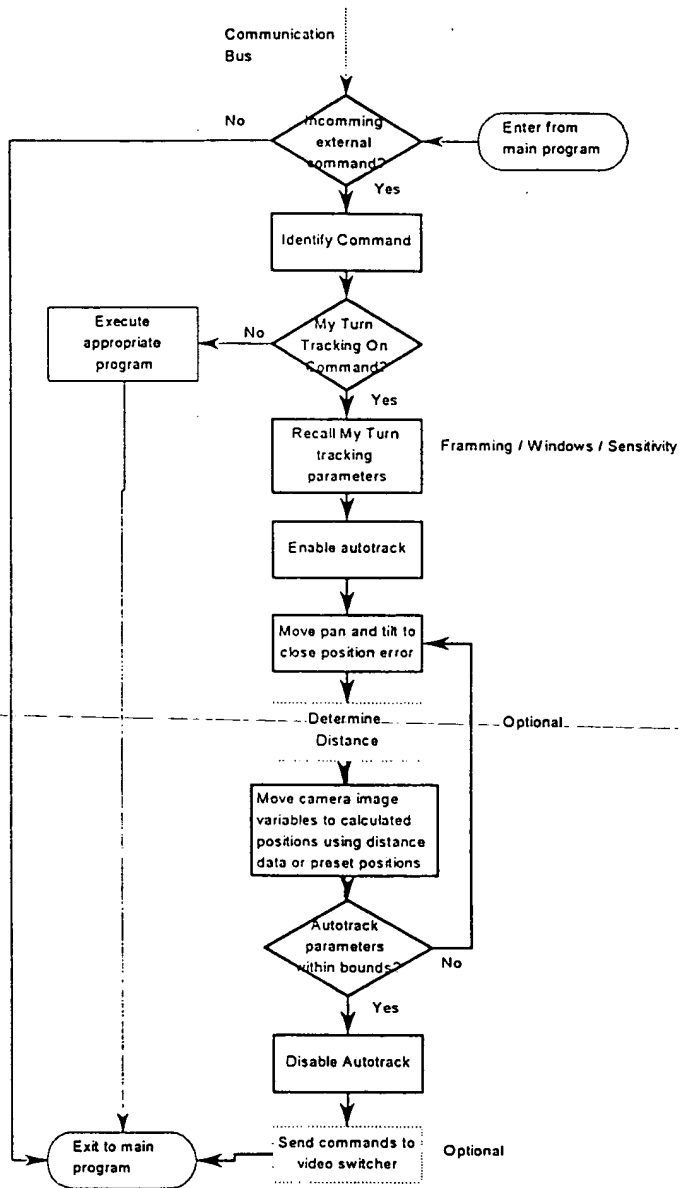 Communication
Bus
No
Incomming
external
command?
Enter from
main program
Yes
Identify Command
Execute
appropriate
program
No
My Turn
Tracking On
Command?
Yes
Recall My Turn
tracking
parameters
Framming / Windows / Sensitivity
Enable autotrack
Move pan and tilt to
close position error
Determine
Distance
Optional
Move camera image
variables to calculated
positions using distance
data or preset positions
Autotrack
parameters
within bounds?
No
Yes
Disable Autotrack
Exit to main
program
Send commands to
video switcher
Optional